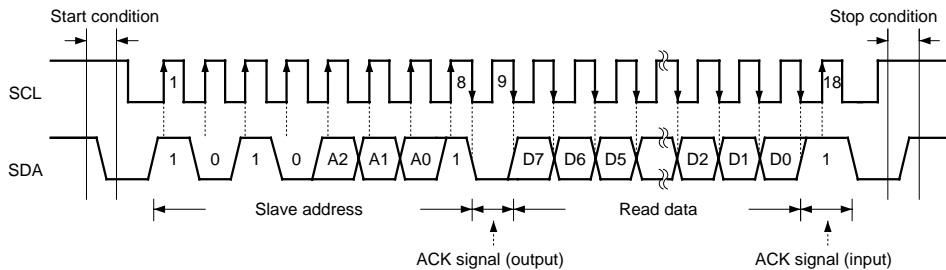 Start condition Stop condition
SCL 1 8 9 18
SDA 1 0 1 0 A2 A1 A0 1 D7 D6 D5 D2 D1 D0 1
Slave address Read data
ACK signal (output) ACK signal (input)